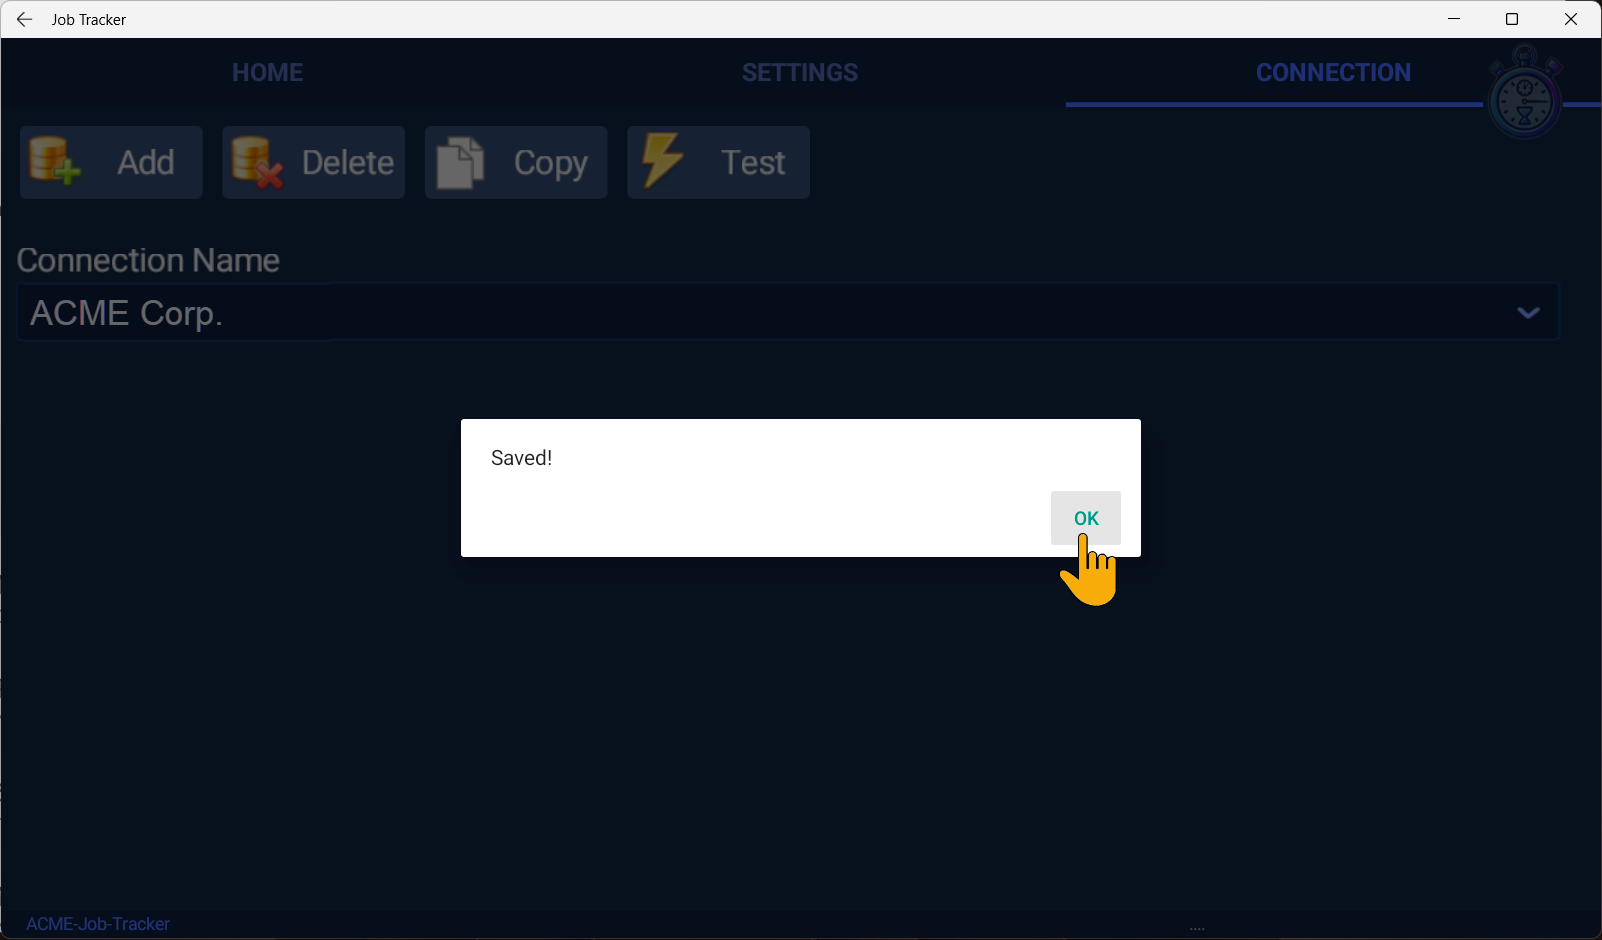 Job Tracker
HOME
SETTINGS
CONNECTION
Add
Delete
Copy
Test
Connection Name
ACME Corp.
Saved!
OK
ACME-Job-Tracker
....